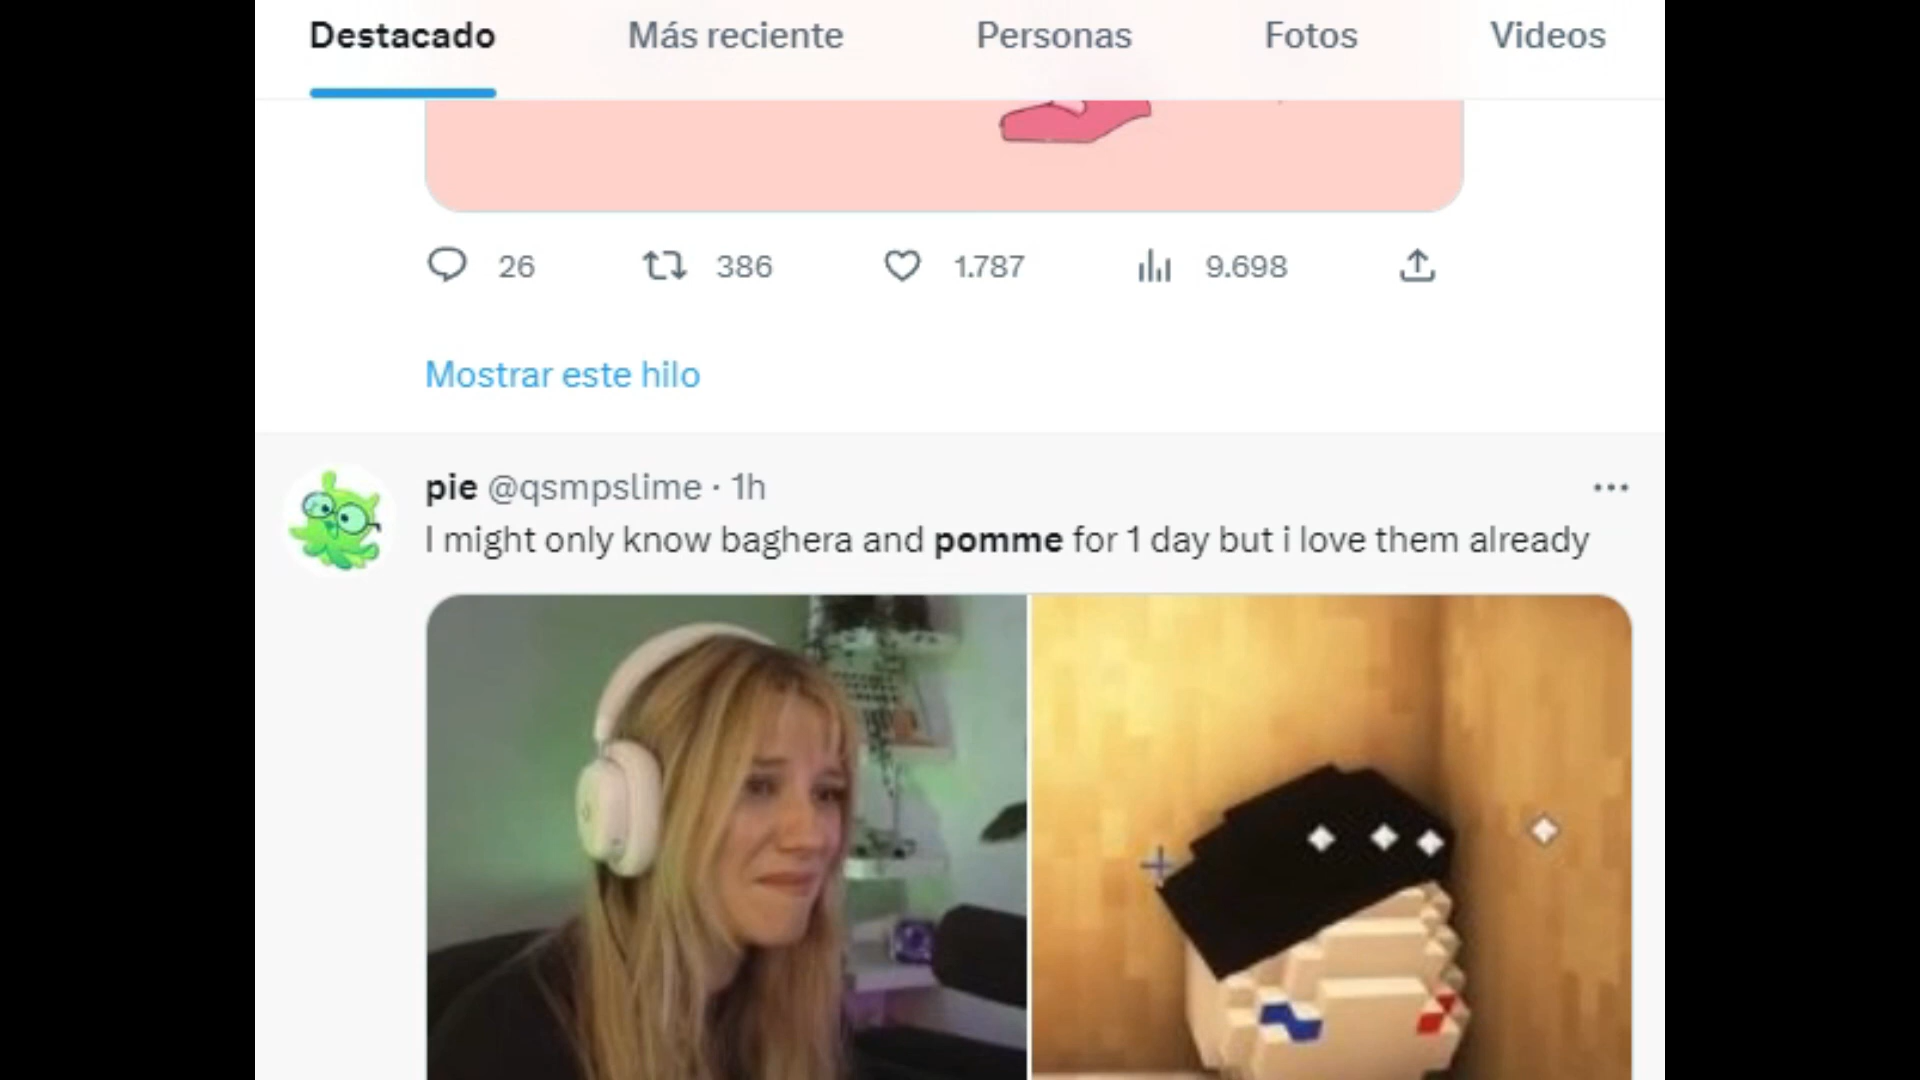 Destacado Más reciente Personas Fotos Videos
26 386 1.787 9.698
Mostrar este hilo
pie @qsmpslime · 1h
I might only know baghera and pomme for 1 day but i love them already